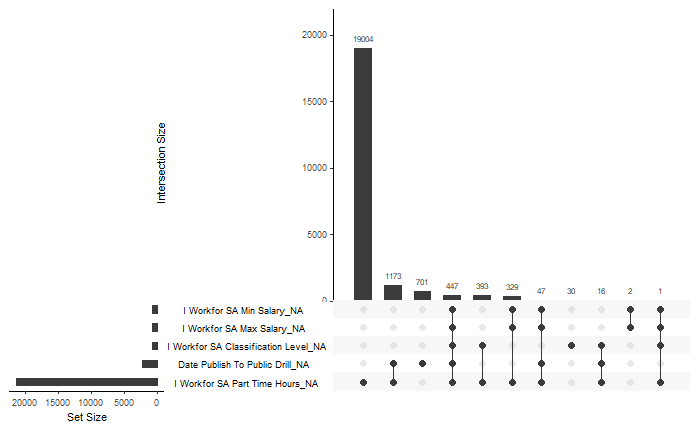 20000
15000
10000
5000
0
Intersection Size
19004
1173
701
447
393
329
47
30
16
2
1
I Workfor SA Min Salary_NA
I Workfor SA Max Salary_NA
I Workfor SA Classification Level_NA
Date Publish To Public Drill_NA
I Workfor SA Part Time Hours_NA
20000 15000 10000 5000 0
Set Size